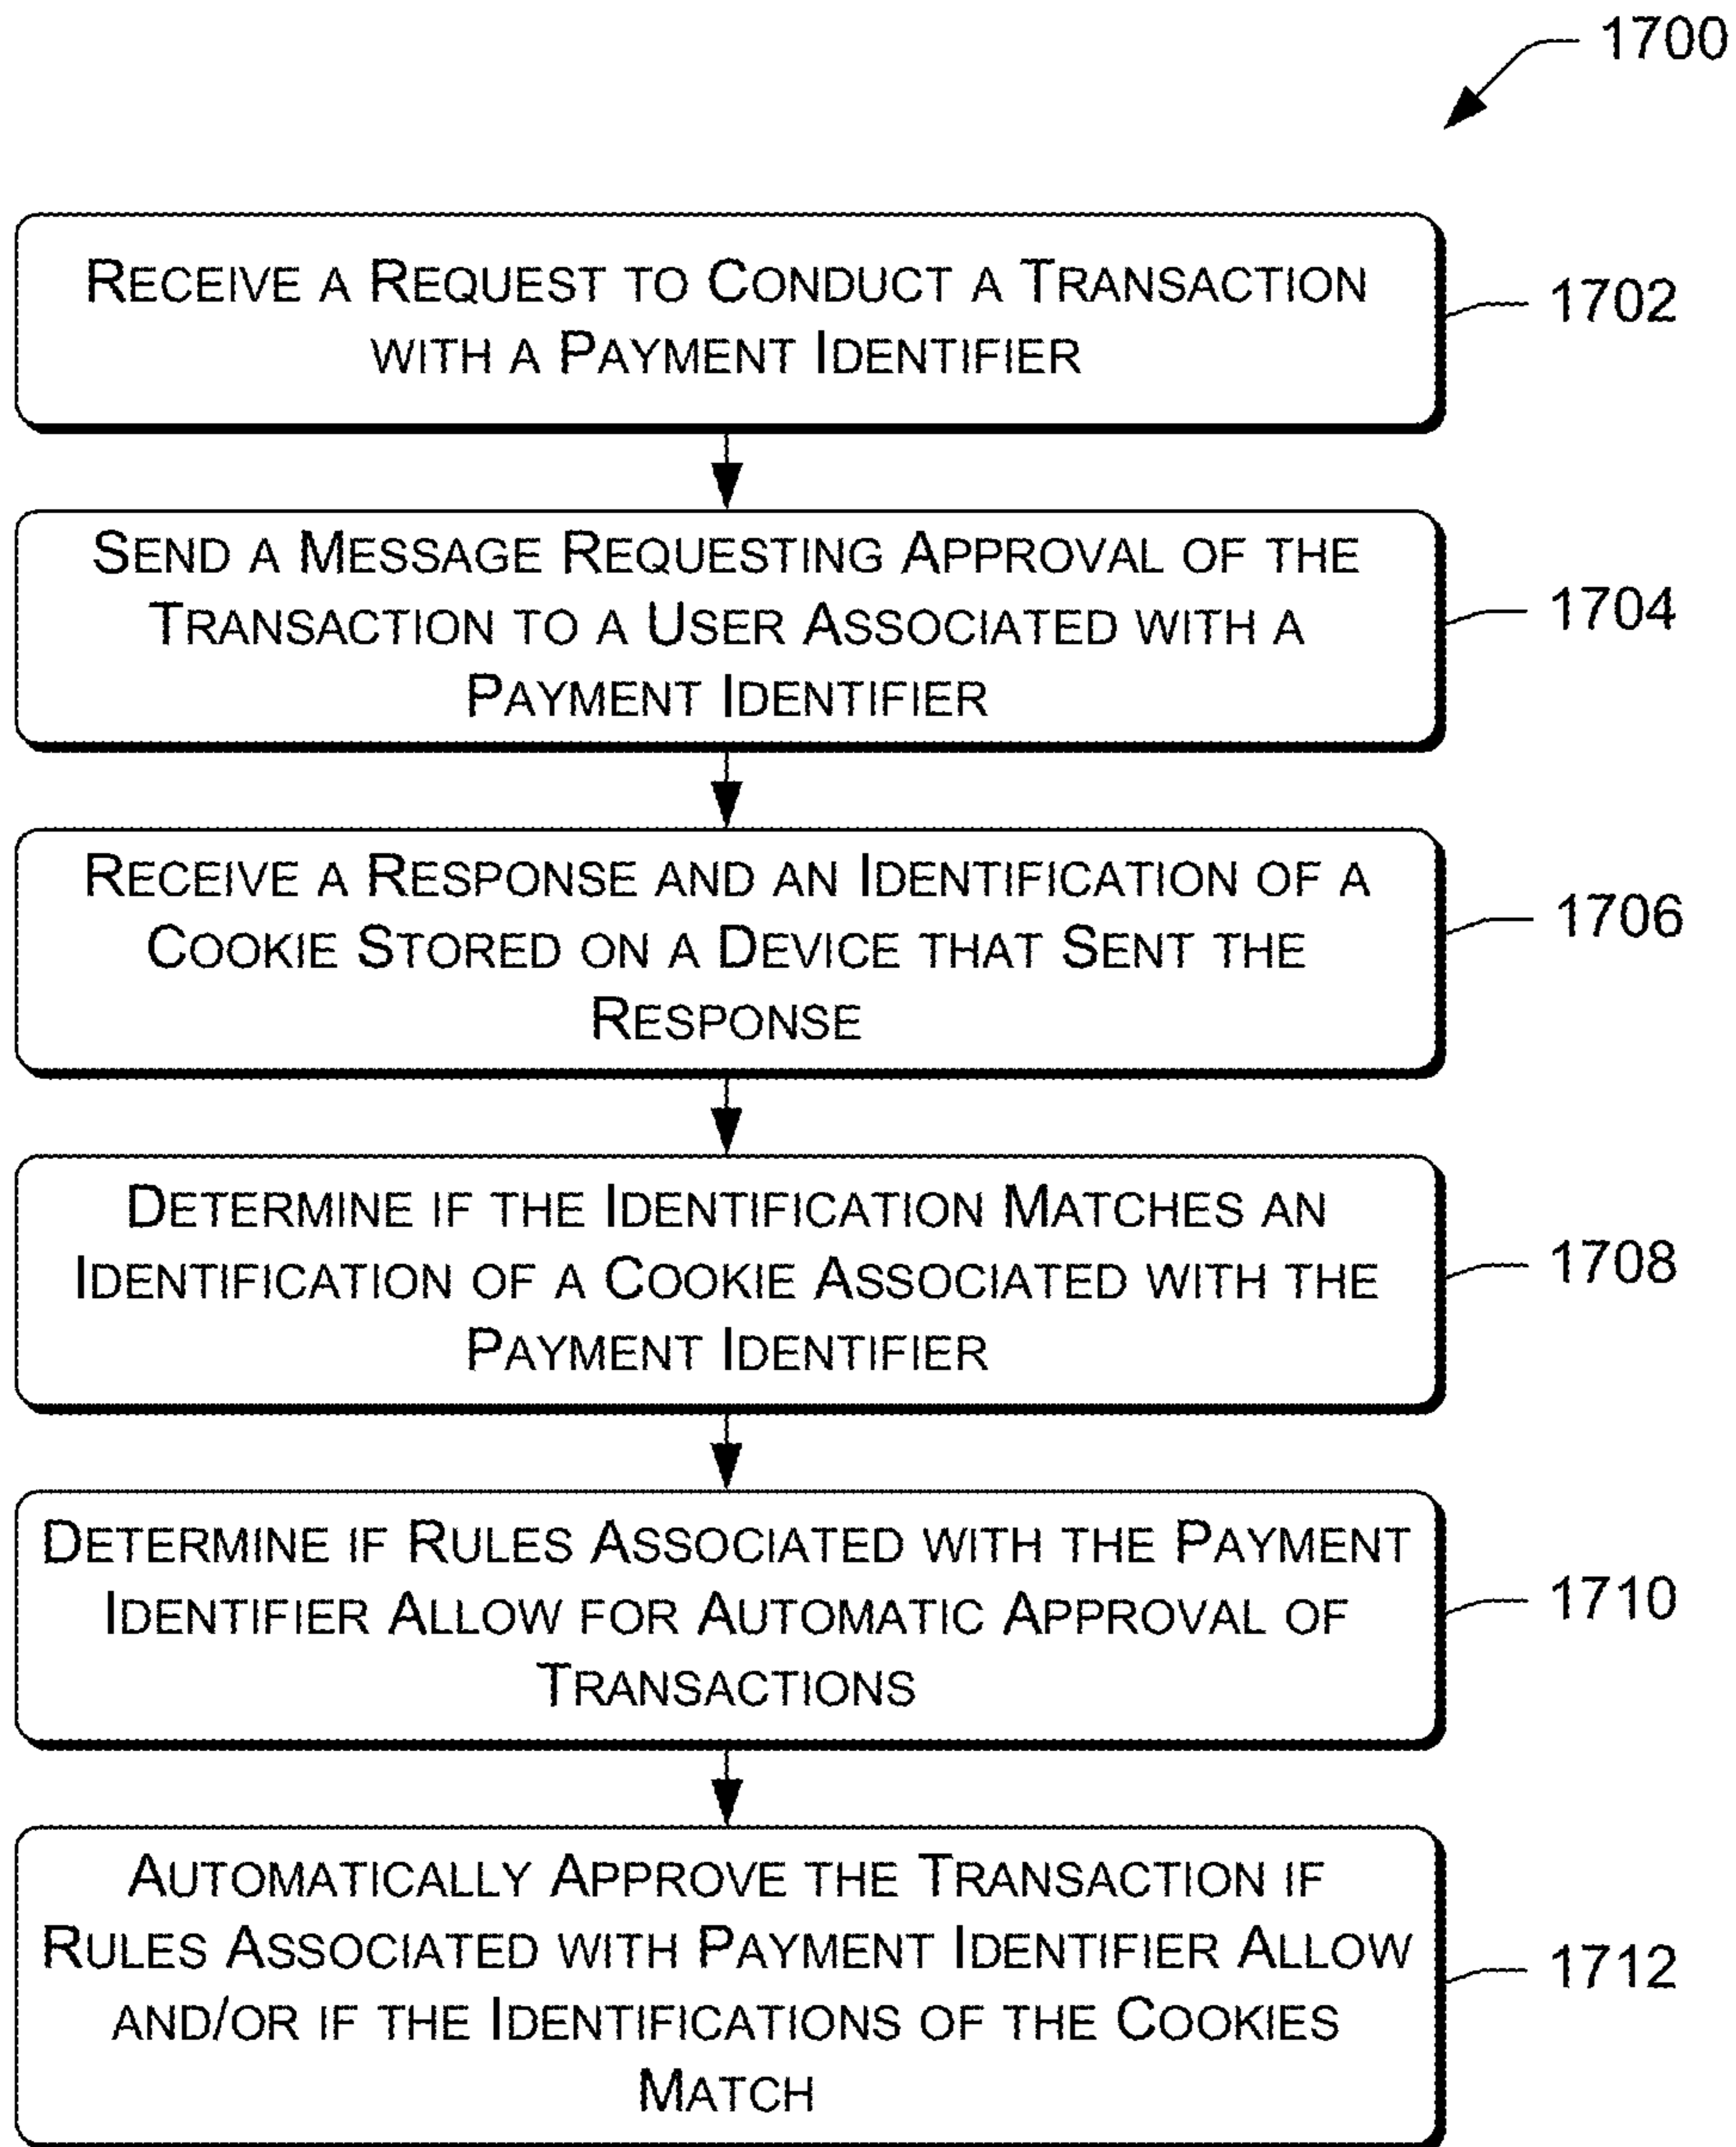 1700
RECEIVE A REQUEST TO CONDUCT A TRANSACTION
WITH A PAYMENT IDENTIFIER
1702
SEND A MESSAGE REQUESTING APPROVAL OF THE
TRANSACTION TO A USER ASSOCIATED WITH A
PAYMENT IDENTIFIER
1704
RECEIVE A RESPONSE AND AN IDENTIFICATION OF A
COOKIE STORED ON A DEVICE THAT SENT THE
RESPONSE
1706
DETERMINE IF THE IDENTIFICATION MATCHES AN
IDENTIFICATION OF A COOKIE ASSOCIATED WITH THE
PAYMENT IDENTIFIER
1708
DETERMINE IF RULES ASSOCIATED WITH THE PAYMENT
IDENTIFIER ALLOW FOR AUTOMATIC APPROVAL OF
TRANSACTIONS
1710
AUTOMATICALLY APPROVE THE TRANSACTION IF
RULES ASSOCIATED WITH PAYMENT IDENTIFIER ALLOW
AND/OR IF THE IDENTIFICATIONS OF THE COOKIES
MATCH
1712